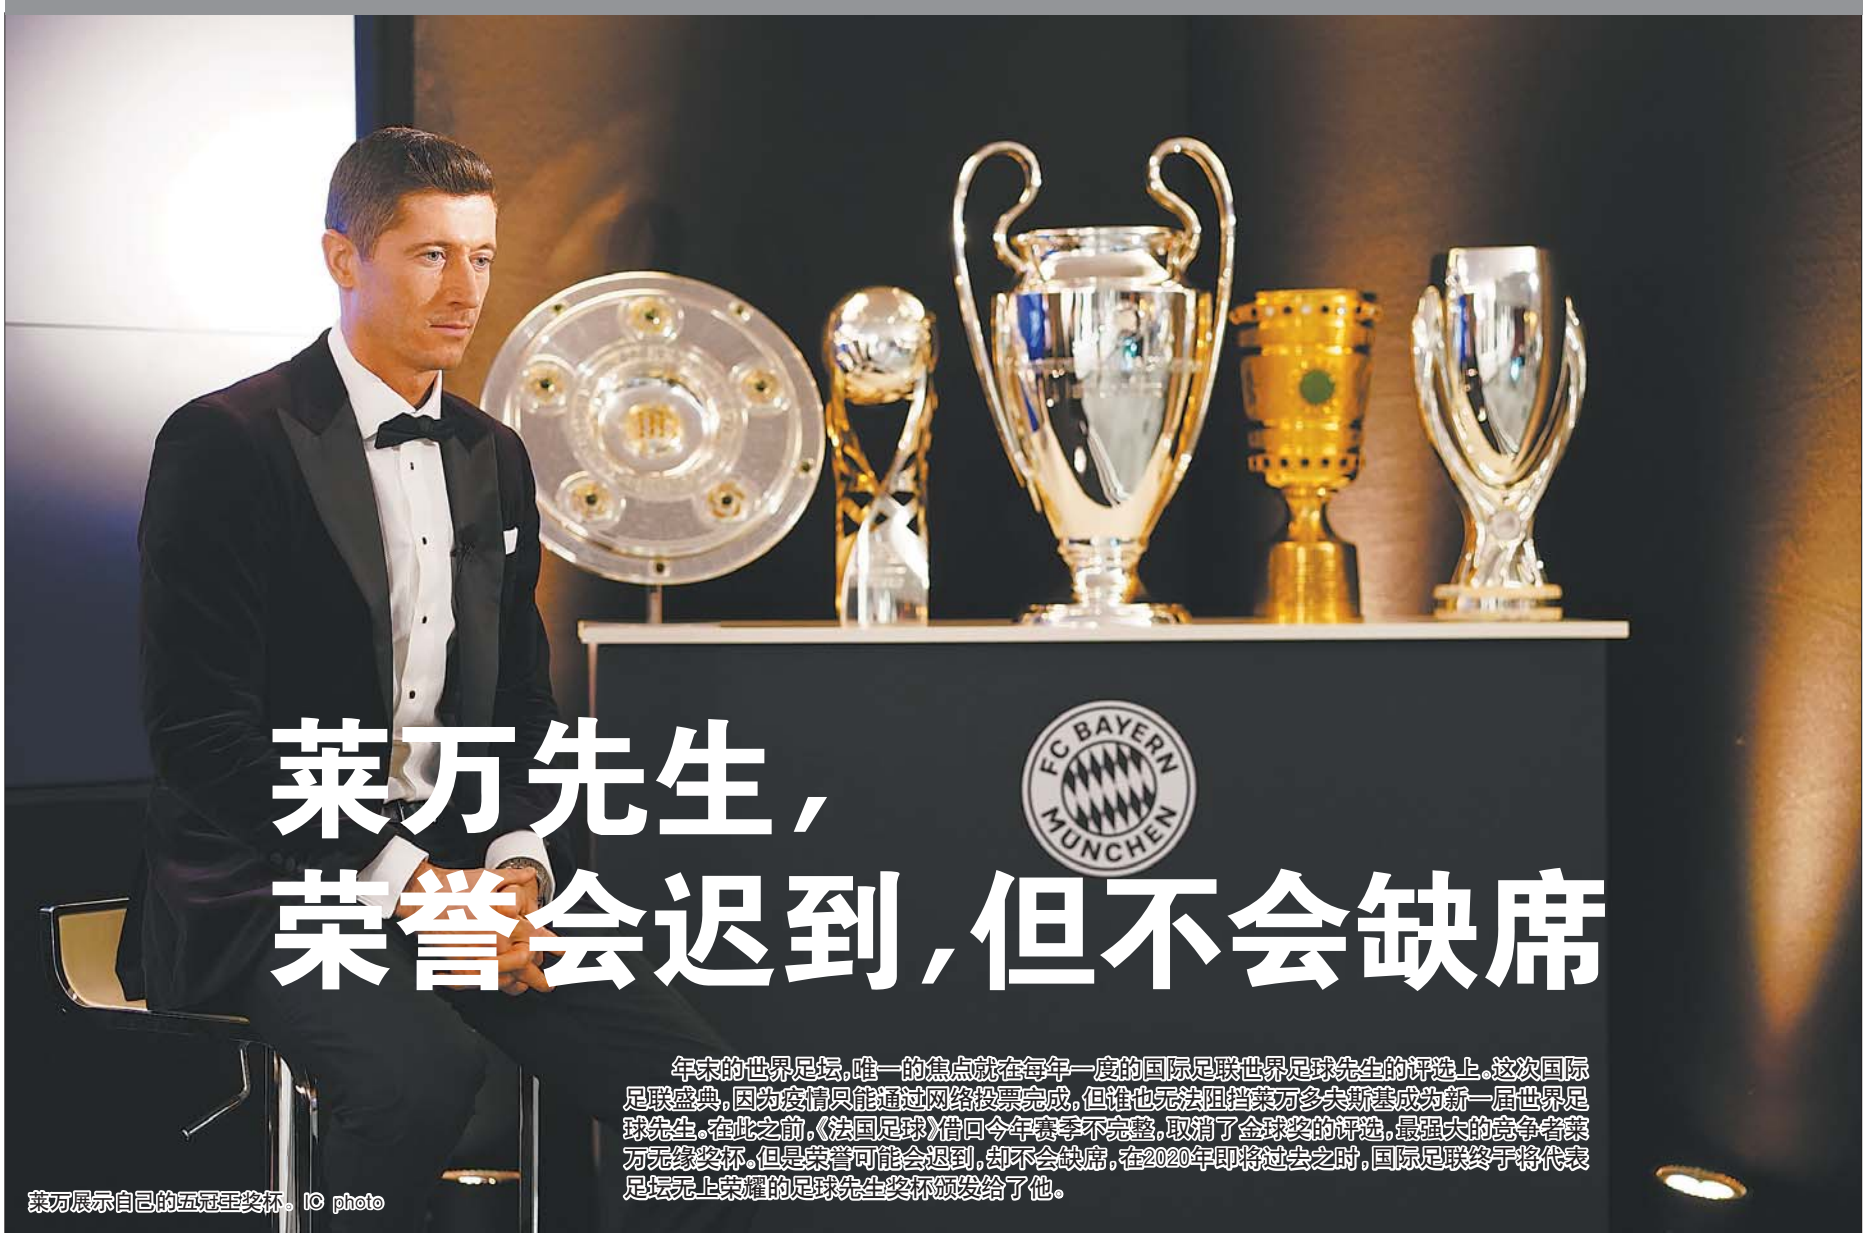 FC BAYERN
MÜNCHEN
莱万先生，
荣誉会迟到，但不会缺席
年末的世界足坛，唯一的焦点就在每年一度的国际足联世界足球先生的评选上。这次国际
足联盛典，因为疫情只能通过网络投票完成，但谁也无法阻挡莱万多夫斯基成为新一届世界足
球先生。在此之前，《法国足球》借口今年赛季不完整，取消了金球奖的评选，最强大的竞争者莱
万无缘奖杯。但是荣誉可能会迟到，却不会缺席，在2020年即将过去之时，国际足联终于将代表
足坛无上荣耀的足球先生奖杯颁发给了他。
莱万展示自己的五冠王奖杯。IC photo